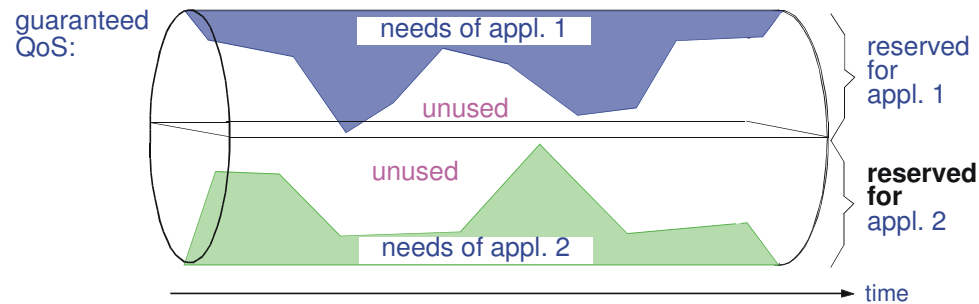 guaranteed
QoS:
needs of appl. 1
reserved
for
appl. 1
unused
unused
reserved
for
appl. 2
needs of appl. 2
time